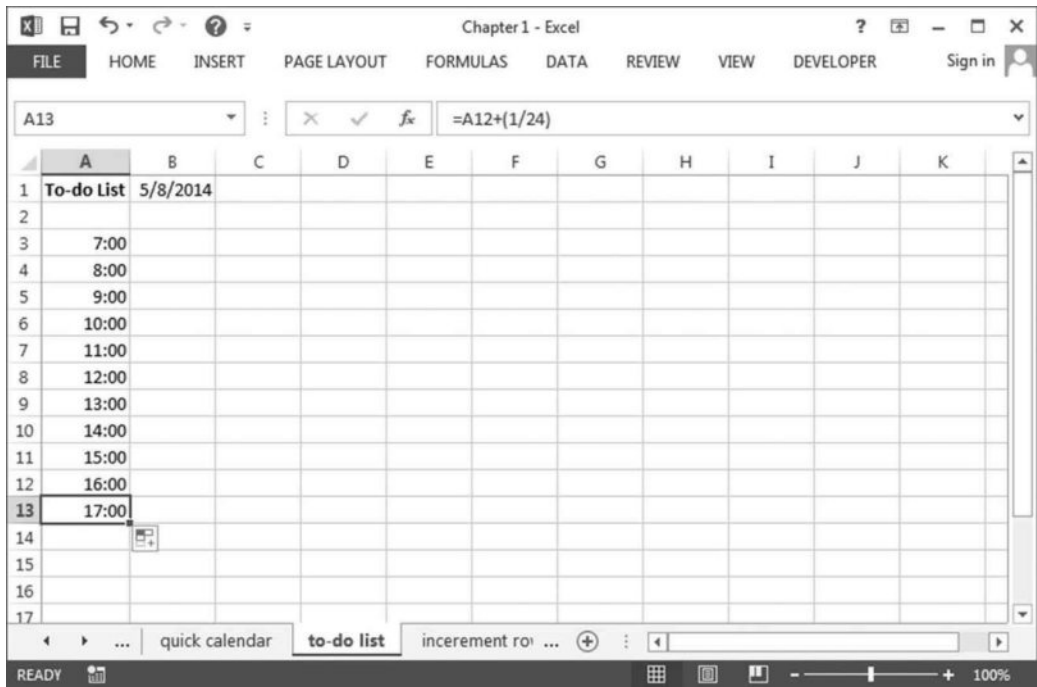 Chapter 1 - Excel ?
FILE HOME INSERT PAGE LAYOUT FORMULAS DATA REVIEW VIEW DEVELOPER Sign in
A13 fx =A12+(1/24)
A B C D E F G H I J K
1 To-do List 5/8/2014
2
3 7:00
4 8:00
5 9:00
6 10:00
7 11:00
8 12:00
9 13:00
10 14:00
11 15:00
12 16:00
13 17:00
14
15
16
17
... quick calendar to-do list incerement ro ...
READY 100%